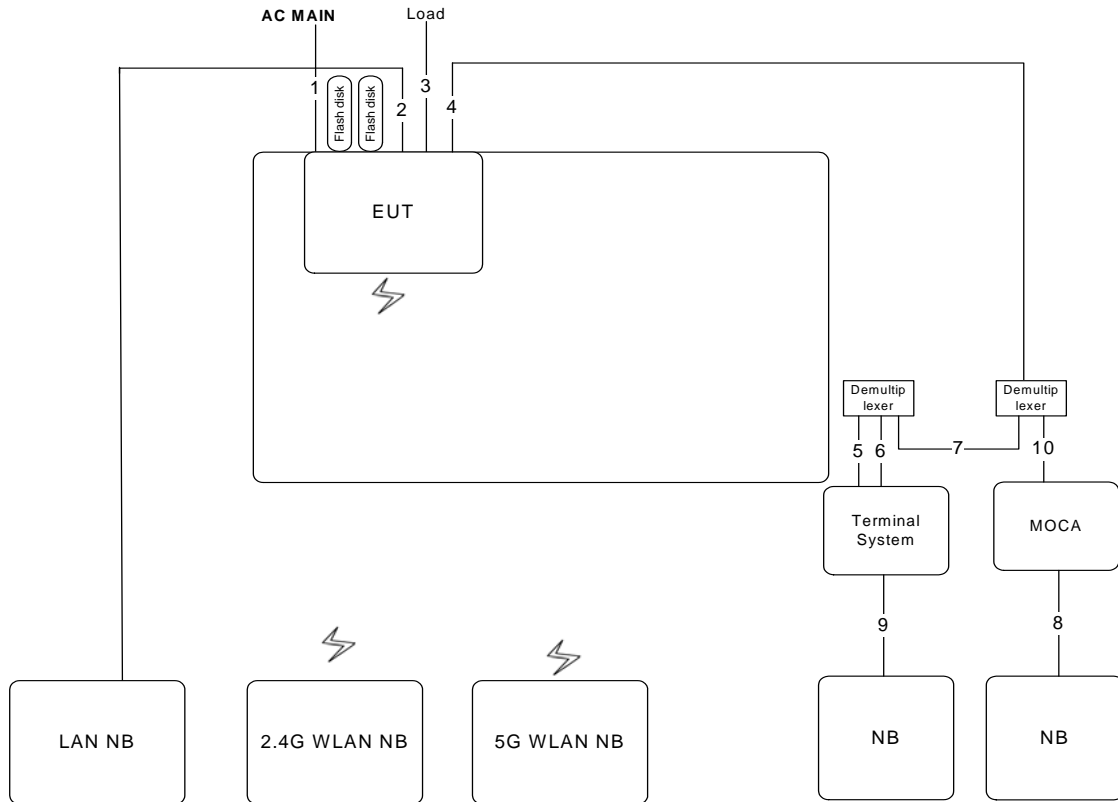 AC MAIN
Load
1
Flash disk
Flash disk
2
3
4
EUT
Demultip
lexer
Demultip
lexer
5
6
7
10
Terminal
System
MOCA
9
8
LAN NB
2.4G WLAN NB
5G WLAN NB
NB
NB